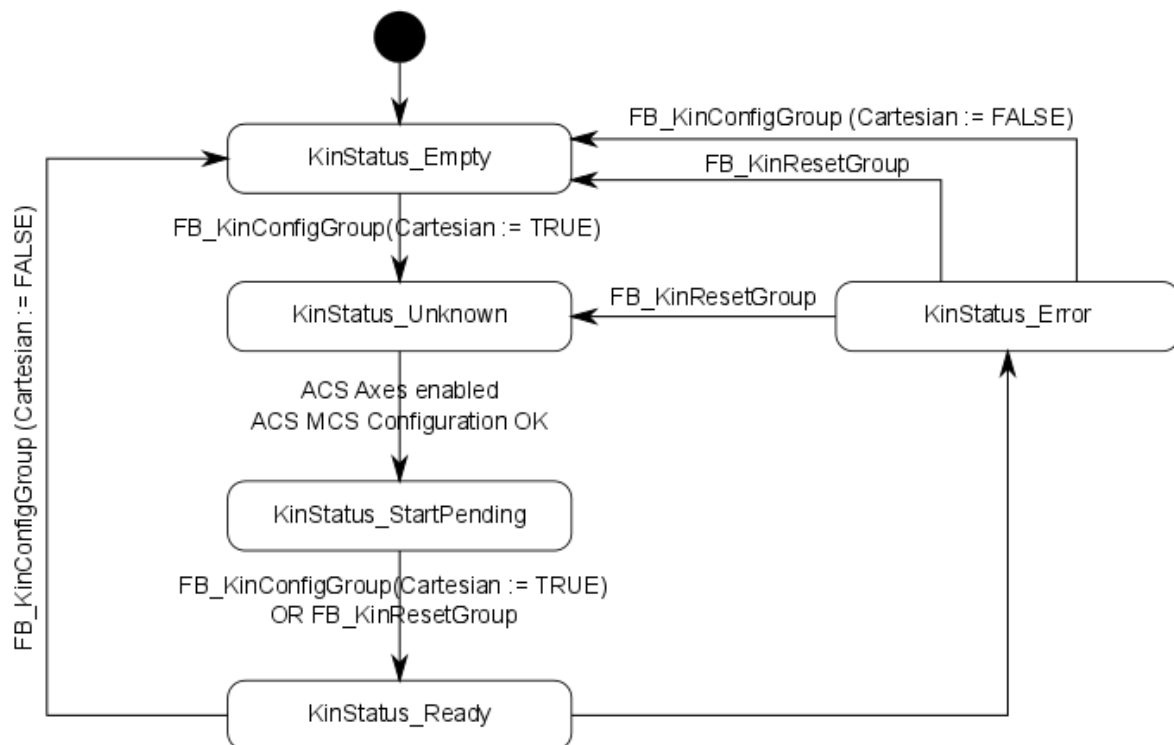 FB_KinConfigGroup (Cartesian := FALSE)
KinStatus_Empty
FB_KinResetGroup
FB_KinConfigGroup(Cartesian := TRUE)
FB_KinConfigGroup (Cartesian := FALSE)
KinStatus_Unknown
FB_KinResetGroup
KinStatus_Error
ACS Axes enabled
ACS MCS Configuration OK
KinStatus_StartPending
FB_KinConfigGroup(Cartesian := TRUE)
OR FB_KinResetGroup
KinStatus_Ready